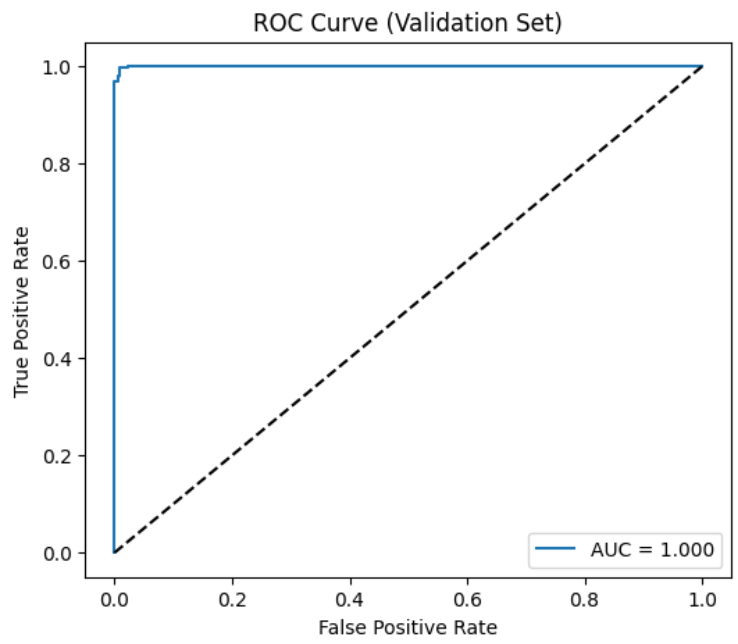 ROC Curve (Validation Set)
True Positive Rate
1.0
0.8
0.6
0.4
0.2
0.0
AUC = 1.000
0.0 0.2 0.4 0.6 0.8 1.0
False Positive Rate